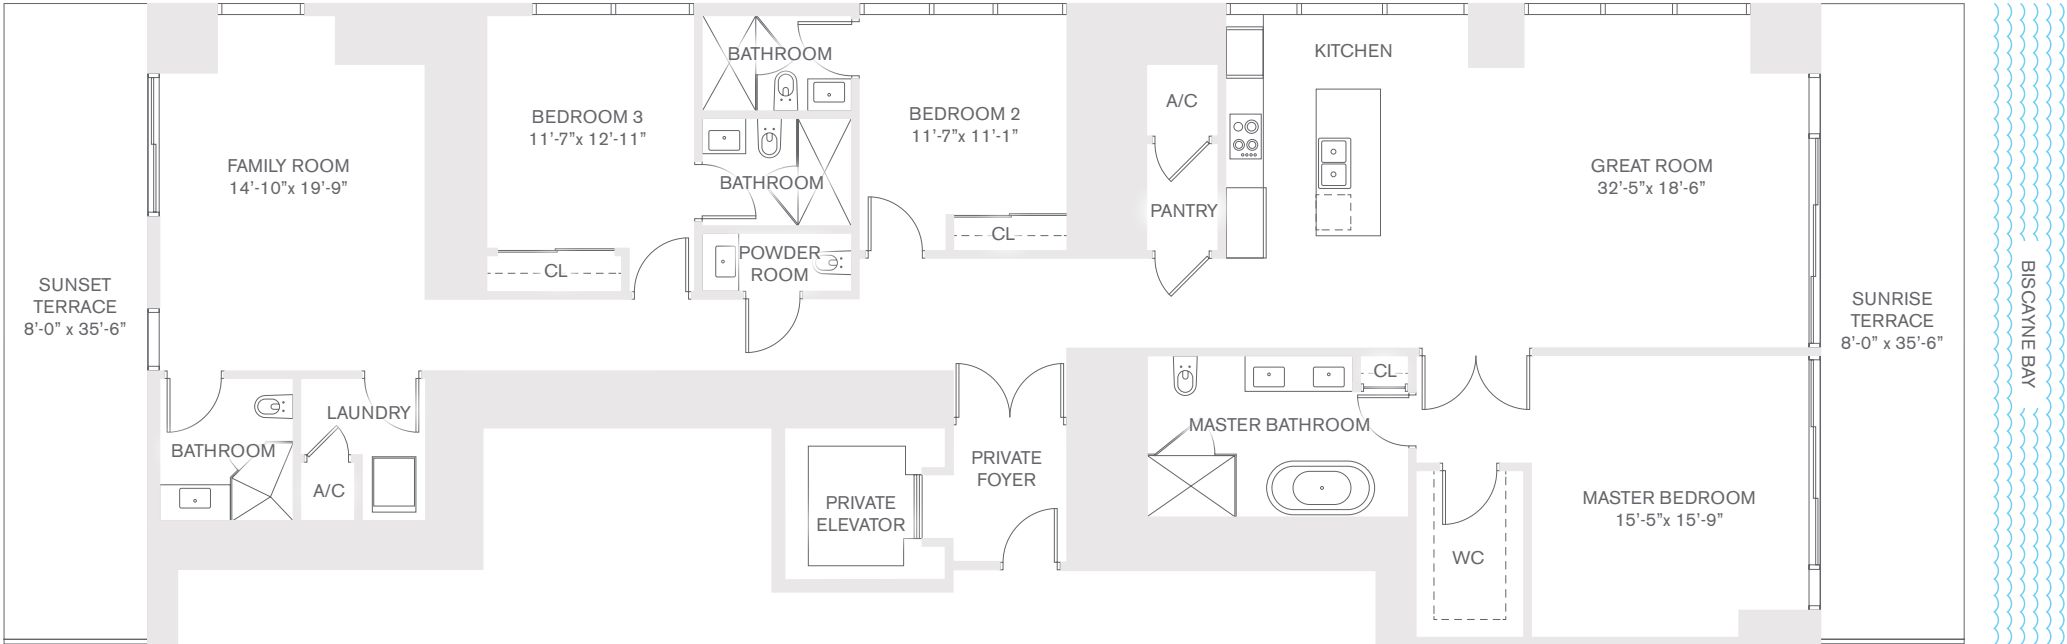 SUNSET
TERRACE
8'-0” x 35'-6”
FAMILY ROOM
14'-10”x 19'-9”
BATHROOM
LAUNDRY
A/C
BEDROOM 3
11'-7”x 12'-11”
CL
BATHROOM
BATHROOM
POWDER
ROOM
BEDROOM 2
11'-7”x 11'-1”
CL
PRIVATE
ELEVATOR
PRIVATE
FOYER
A/C
PANTRY
KITCHEN
GREAT ROOM
32'-5”x 18'-6”
MASTER BATHROOM
CL
WC
MASTER BEDROOM
15'-5”x 15'-9”
SUNRISE
TERRACE
8'-0” x 35'-6”
BISCAYNE BAY